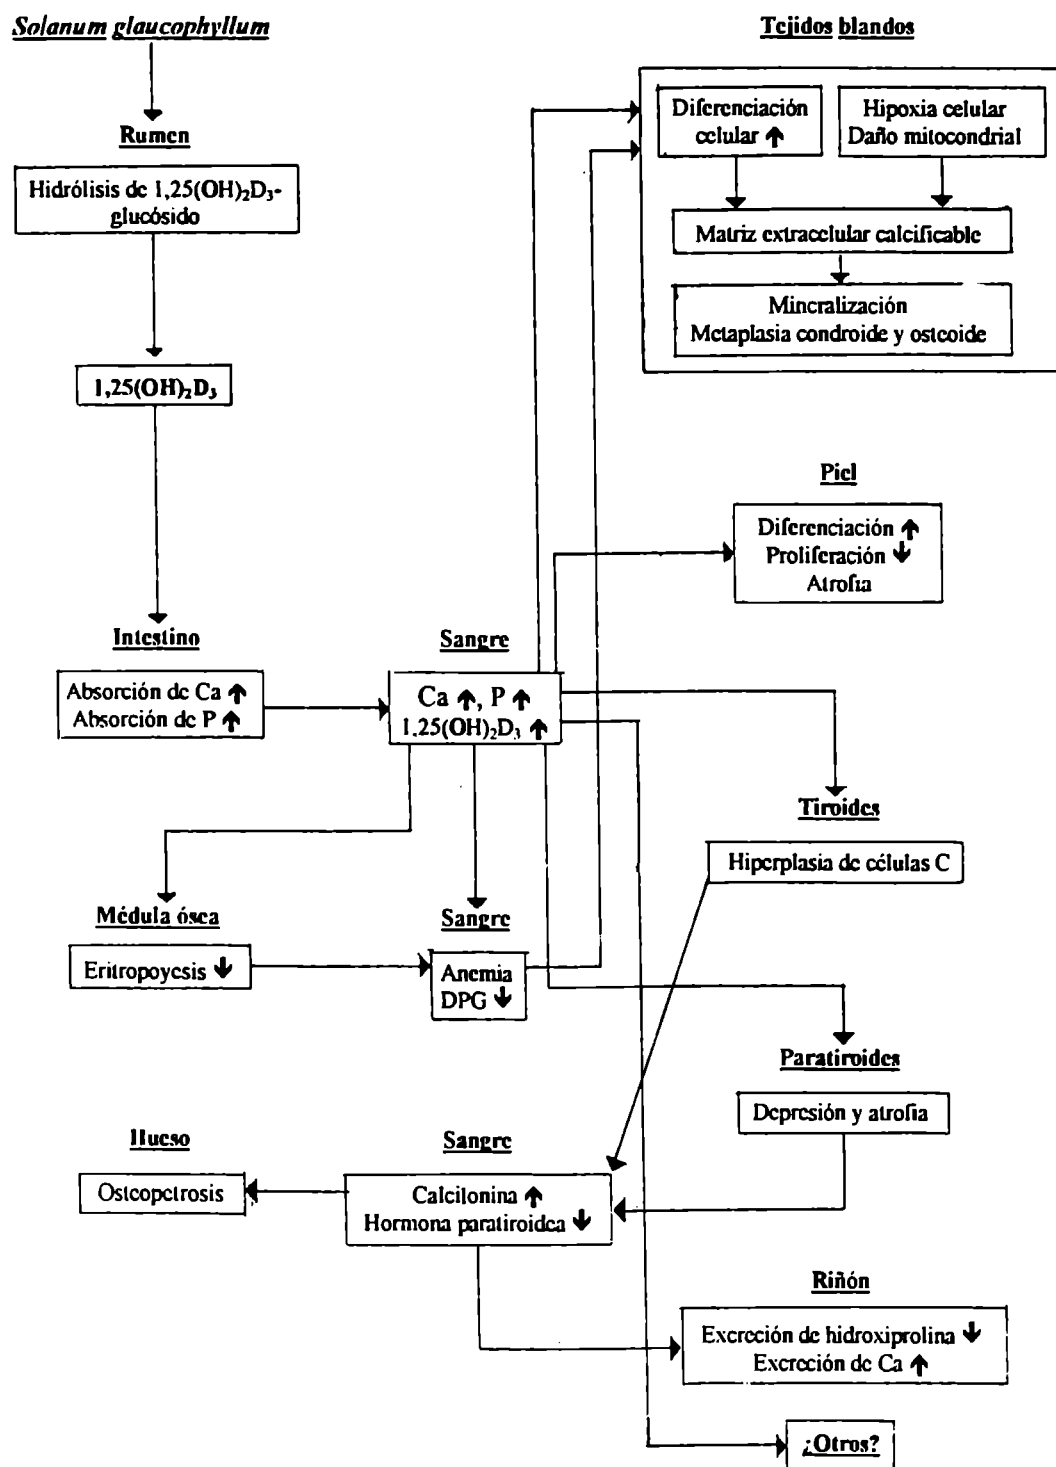 Solanum glaucophyllum
Rumen
Hidrólisis de 1,25(OH)₂D₃-
glucósido
1,25(OH)₂D₃
Intestino
Absorción de Ca ↑
Absorción de P ↑
Sangre
Ca ↑, P ↑
1,25(OH)₂D₃ ↑
Tejidos blandos
Diferenciación
celular ↑
Hipoxia celular
Daño mitocondrial
Matriz extracelular calcificable
Mineralización
Metaplasia condroide y osteoide
Piel
Diferenciación ↑
Proliferación ↓
Atrofia
Tiroides
Hiperplasia de células C
Médula ósea
Eritropoyesis ↓
Sangre
Anemia
DPG ↓
Paratiroides
Depresión y atrofia
Hueso
Osteopetrosis
Sangre
Calcitonina ↑
Hormona paratiroidea ↓
Riñón
Excreción de hidroxiprolina ↓
Excreción de Ca ↑
¿Otros?